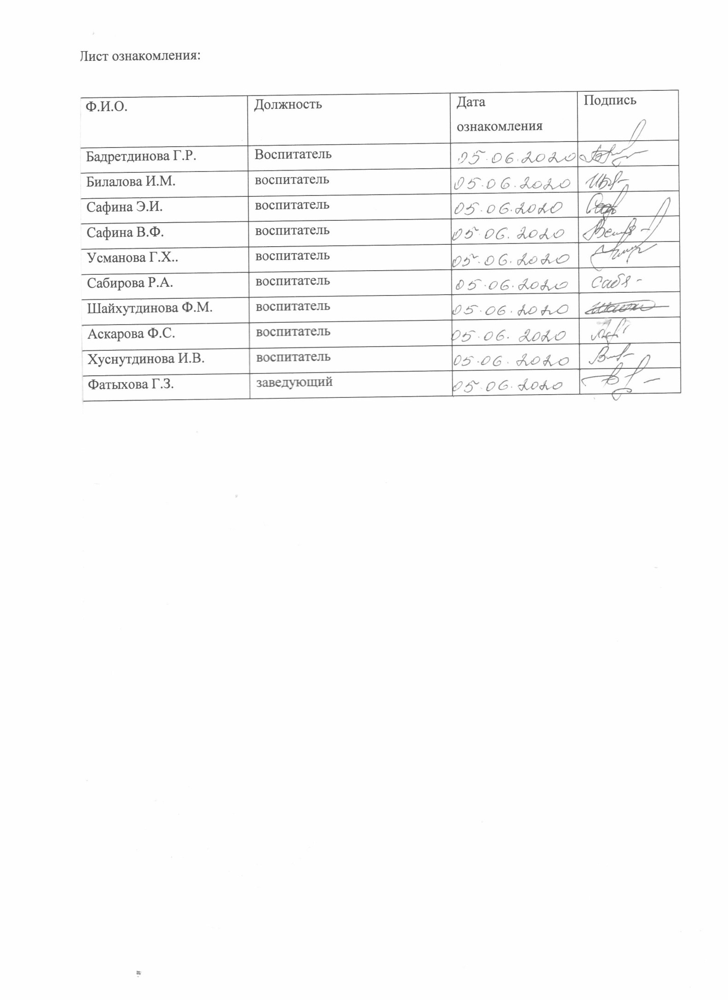 Лист ознакомления:
Ф.И.О. Должность Дата ознакомления Подпись
Бадретдинова Г.Р. Воспитатель 05.06.2020
Билалова И.М. воспитатель 05.06.2020
Сафина Э.И. воспитатель 05.06.2020
Сафина В.Ф. воспитатель 05.06.2020
Усманова Г.Х.. воспитатель 05.06.2020
Сабирова Р.А. воспитатель 05.06.2020
Шайхутдинова Ф.М. воспитатель 05.06.2020
Аскарова Ф.С. воспитатель 05.06.2020
Хуснутдинова И.В. воспитатель 05.06.2020
Фатыхова Г.З. заведующий 05.06.2020